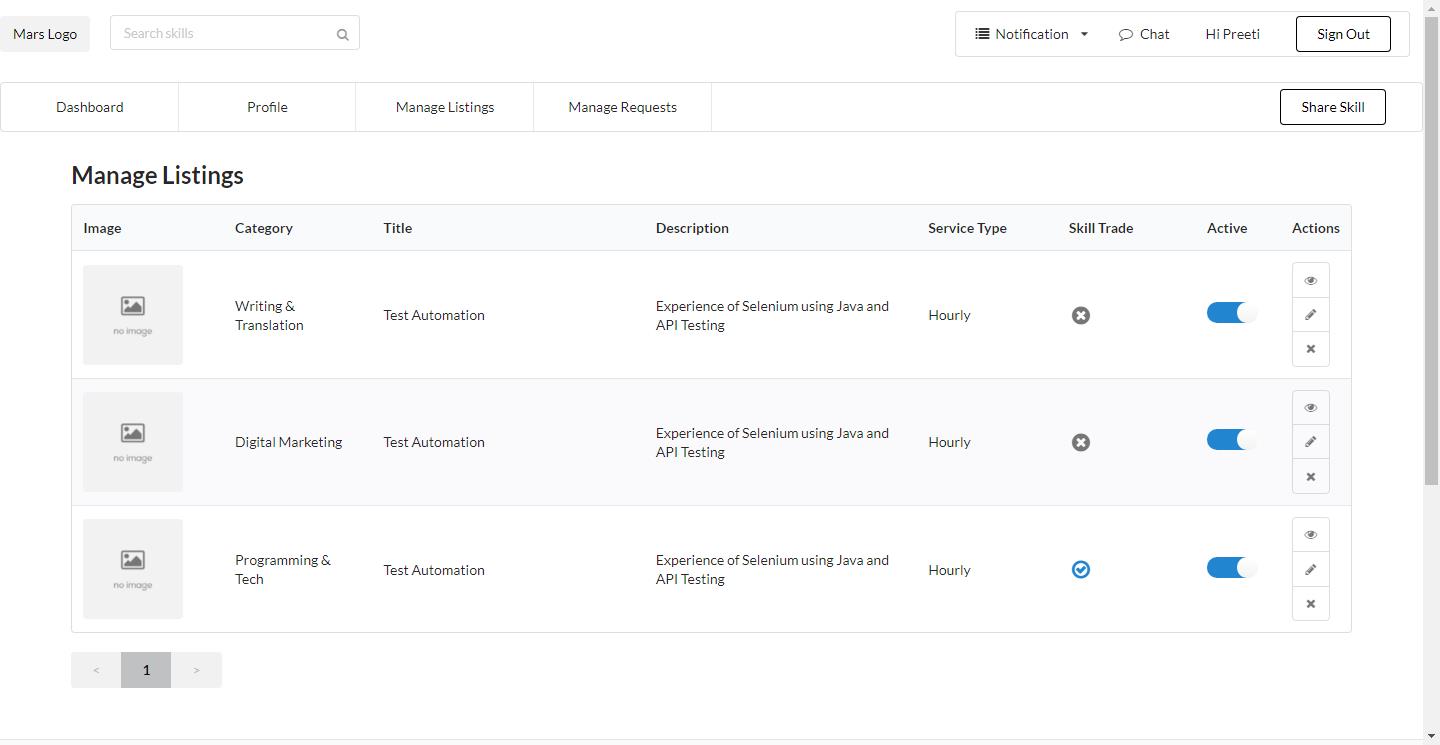 Mars Logo
Search skills
Notification
Chat
Hi Preeti
Sign Out
Dashboard
Profile
Manage Listings
Manage Requests
Share Skill
Manage Listings
Image Category Title Description Service Type Skill Trade Active Actions
no image
Writing &
Translation
Test Automation
Experience of Selenium using Java and
API Testing
Hourly
no image
Digital Marketing
Test Automation
Experience of Selenium using Java and
API Testing
Hourly
no image
Programming &
Tech
Test Automation
Experience of Selenium using Java and
API Testing
Hourly
< 1 >